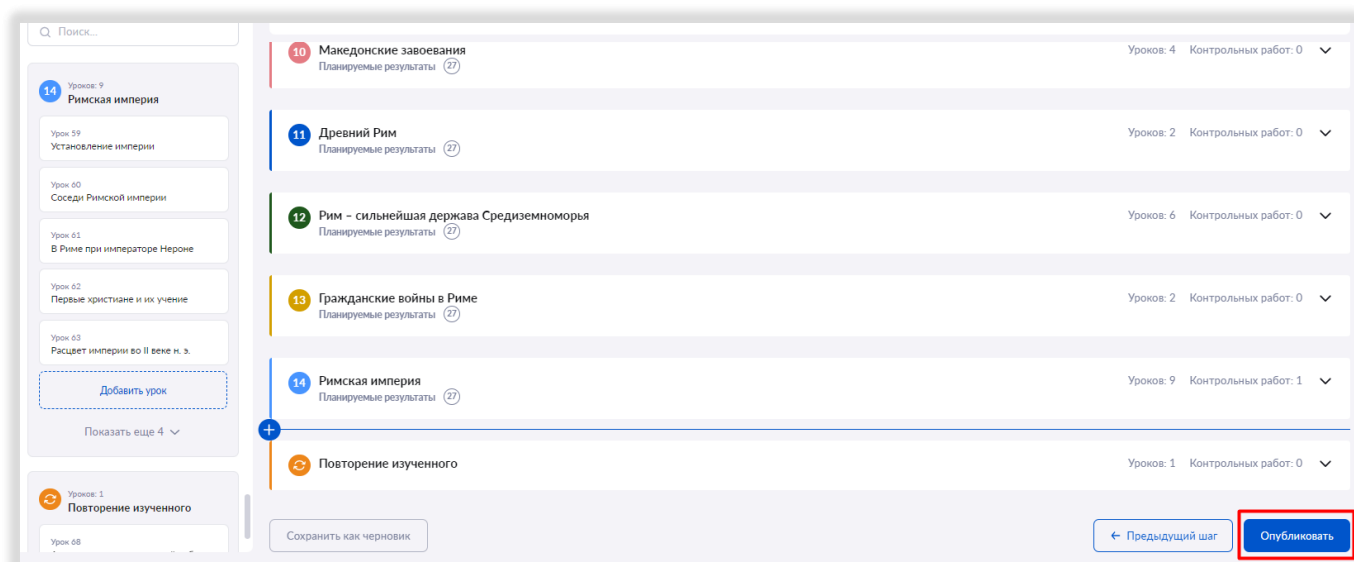 Поиск...
Уроков: 9
14
Римская империя
Урок 59
Установление империи
Урок 60
Соседи Римской империи
Урок 61
В Риме при императоре Нероне
Урок 62
Первые христиане и их учение
Урок 63
Расцвет империи во II веке н. э.
Добавить урок
Показать еще 4
Уроков: 1
Повторение изученного
Урок 68
10 Македонские завоевания Уроков: 4 Контрольных работ: 0
Планируемые результаты 27
11 Древний Рим Уроков: 2 Контрольных работ: 0
Планируемые результаты 27
12 Рим – сильнейшая держава Средиземноморья Уроков: 6 Контрольных работ: 0
Планируемые результаты 27
13 Гражданские войны в Риме Уроков: 2 Контрольных работ: 0
Планируемые результаты 27
14 Римская империя Уроков: 9 Контрольных работ: 1
Планируемые результаты 27
Повторение изученного Уроков: 1 Контрольных работ: 0
Сохранить как черновик ← Предыдущий шаг Опубликовать